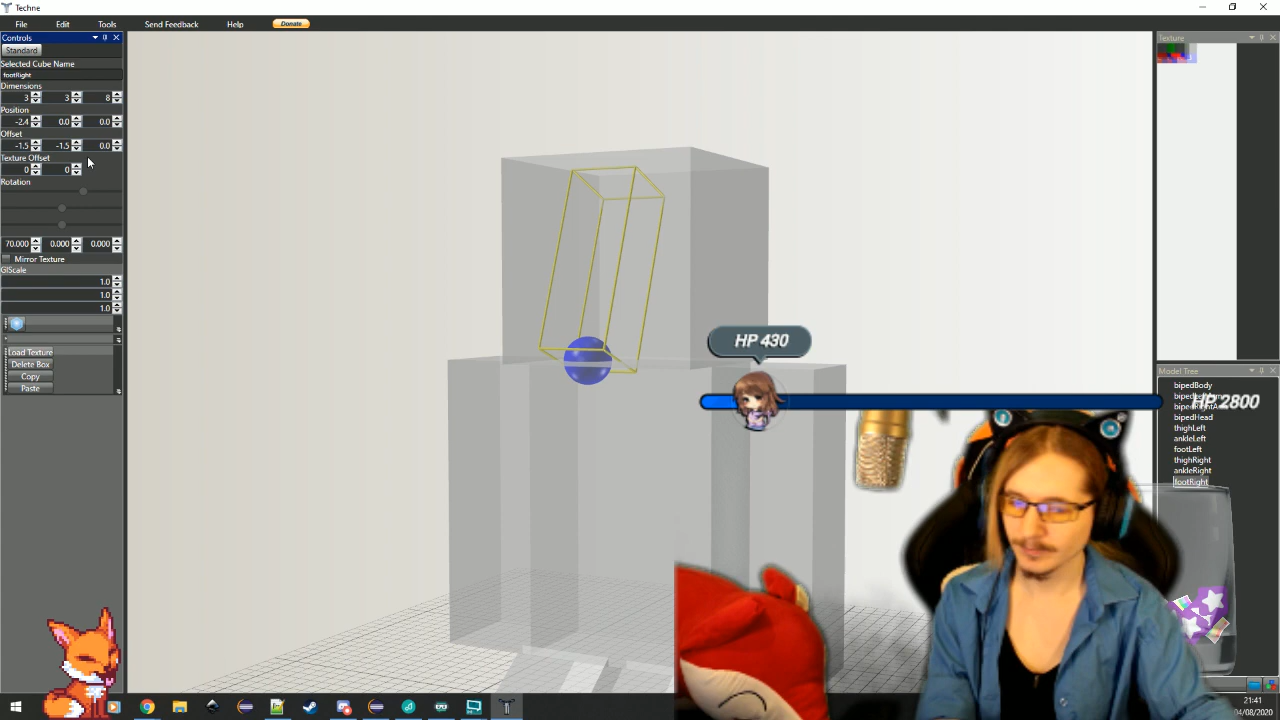 Techne
File Edit Tools Send Feedback Help Donate
Controls
Standard
Selected Cube Name
footRight
Dimensions
3 3 8
Position
-2.4 0.0 0.0
Offset
-1.5 -1.5 0.0
Texture Offset
0 0
Rotation
70.000 0.000 0.000
Mirror Texture
GlScale
1.0
1.0
1.0
Load Texture
Delete Box
Copy
Paste
HP 430
HP 2800
Texture
Model Tree
bipedBody
bipedHead
thighLeft
ankleLeft
footLeft
thighRight
ankleRight
footRight
21:41
04/08/2020